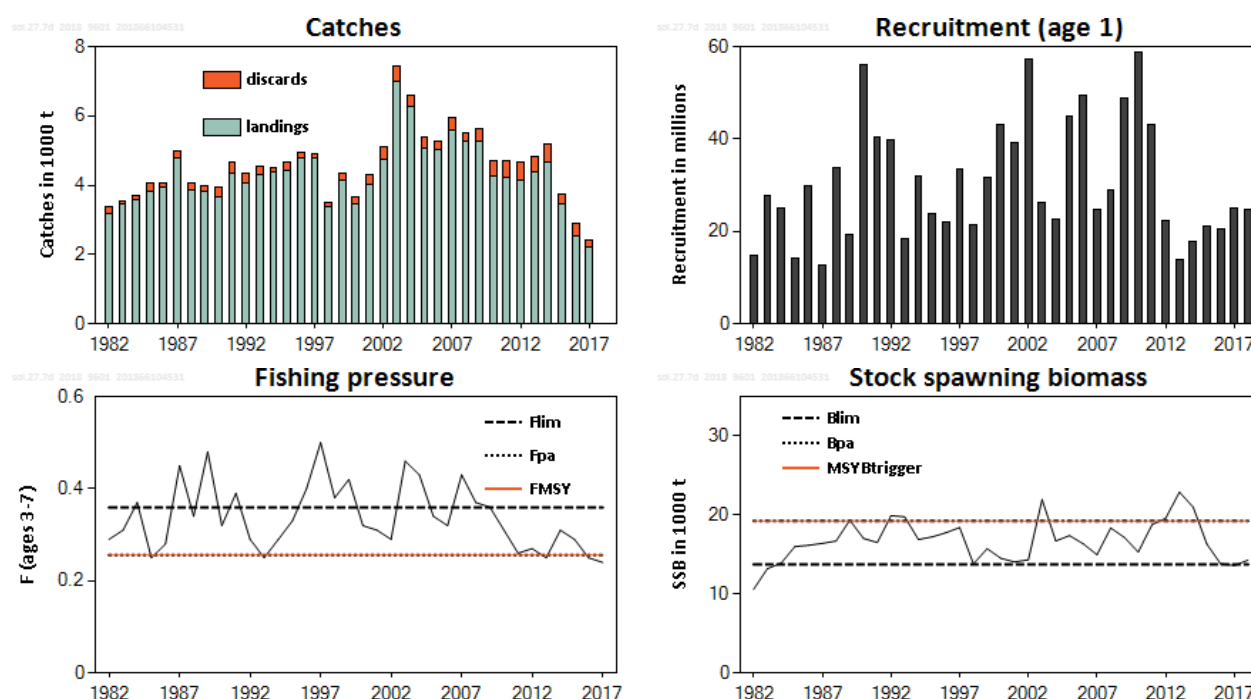 sol.27.7d 2018 9601 201866104531
Catches
Catches in 1000 t
8
6
4
2
0
discards
landings
1982 1987 1992 1997 2002 2007 2012 2017
sol.27.7d 2018 9601 201866104531
Recruitment (age 1)
Recruitment in millions
60
40
20
0
1982 1987 1992 1997 2002 2007 2012 2017
sol.27.7d 2018 9601 201866104531
Fishing pressure
F (ages 3-7)
0.6
0.4
0.2
0
Flim
Fpa
FMSY
1982 1987 1992 1997 2002 2007 2012 2017
sol.27.7d 2018 9601 201866104531
Stock spawning biomass
SSB in 1000 t
30
20
10
0
Blim
Bpa
MSYBtrigger
1982 1987 1992 1997 2002 2007 2012 2017